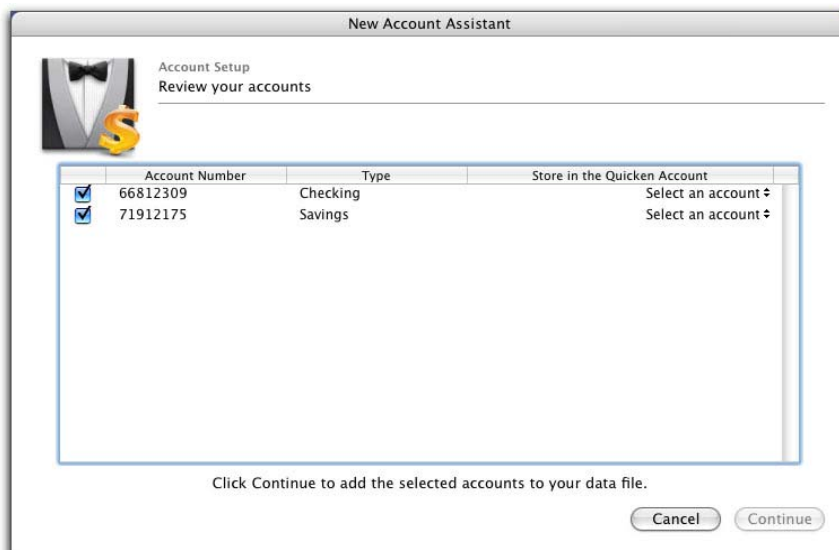 New Account Assistant
Account Setup
Review your accounts
Account Number Type Store in the Quicken Account
66812309 Checking Select an account
71912175 Savings Select an account
Click Continue to add the selected accounts to your data file.
Cancel Continue